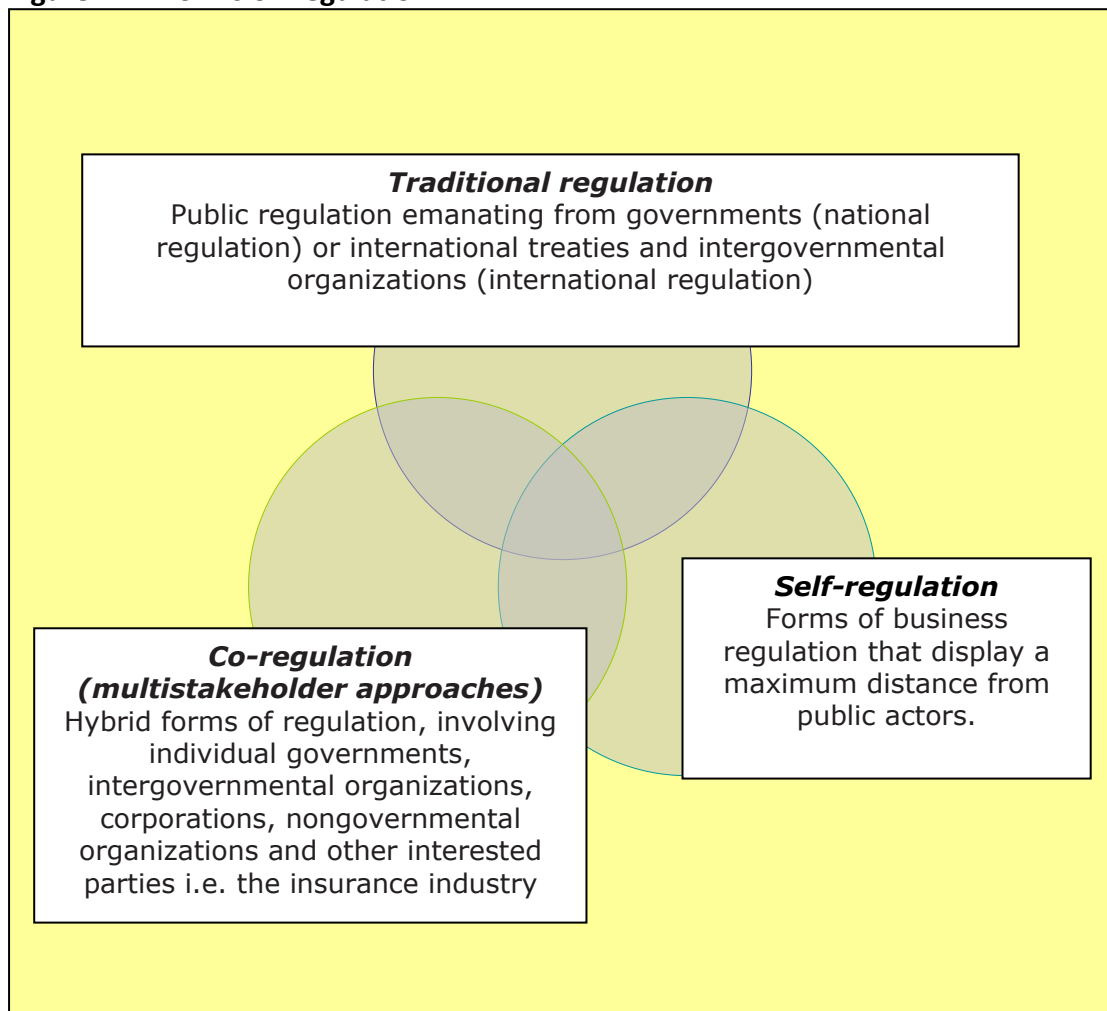 Traditional regulation
Public regulation emanating from governments (national
regulation) or international treaties and intergovernmental
organizations (international regulation)
Self-regulation
Forms of business
regulation that display a
maximum distance from
public actors.
Co-regulation
(multistakeholder approaches)
Hybrid forms of regulation, involving
individual governments,
intergovernmental organizations,
corporations, nongovernmental
organizations and other interested
parties i.e. the insurance industry